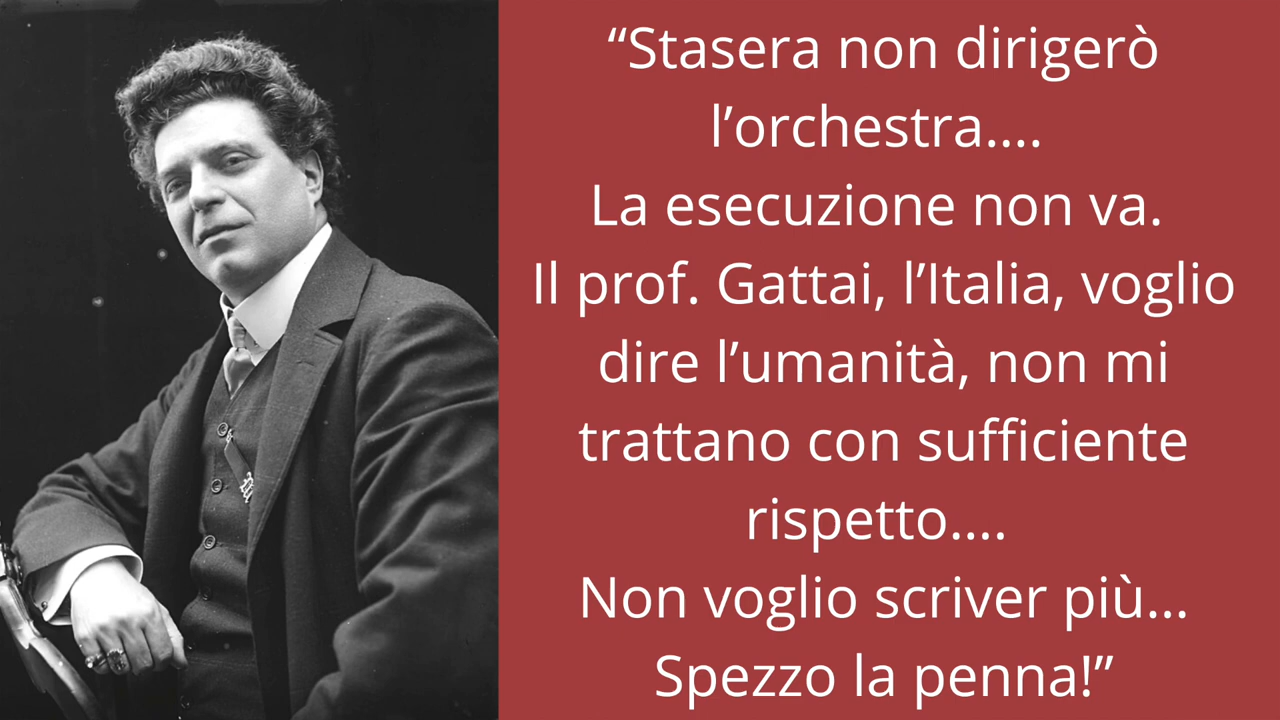 “Stasera non dirigerò
l’orchestra....
La esecuzione non va.
Il prof. Gattai, l’Italia, voglio
dire l’umanità, non mi
trattano con sufficiente
rispetto....
Non voglio scriver più...
Spezzo la penna!”